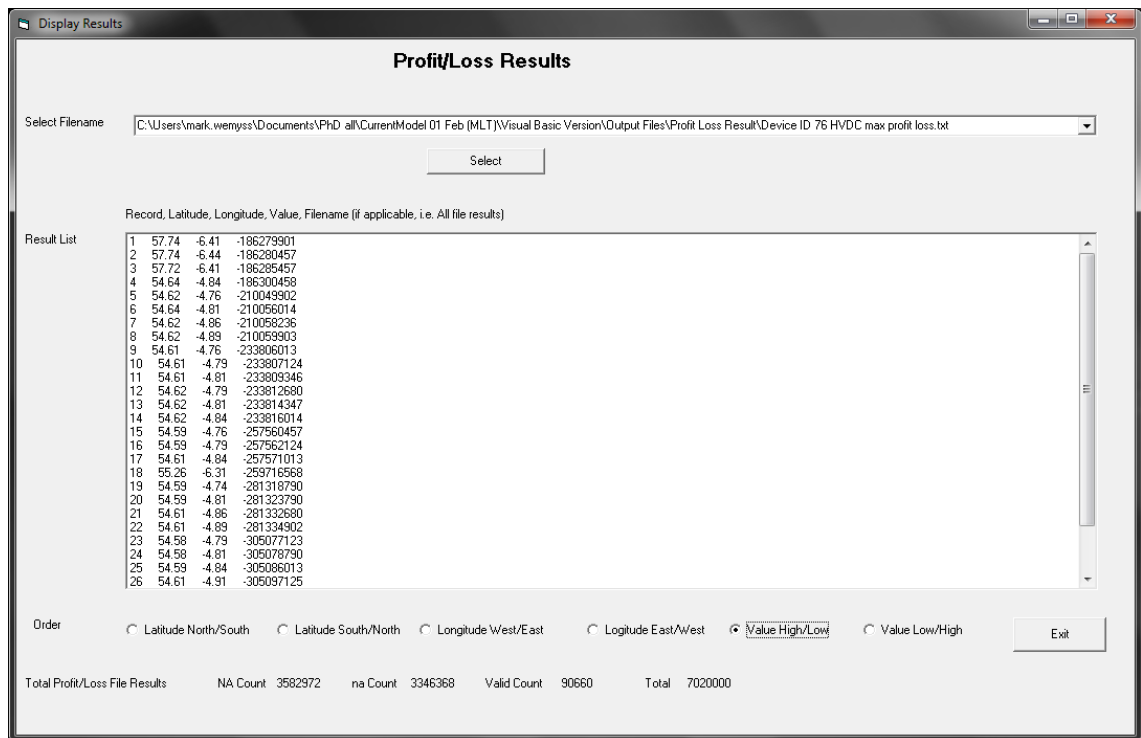 Display Results
Profit/Loss Results
Select Filename C:\Users\mark.wemyss\Documents\PhD all\CurrentModel 01 Feb (MLT)\Visual Basic Version\Output Files\Profit Loss Result\Device ID 76 HVDC max profit loss.txt
Select
Record, Latitude, Longitude, Value, Filename (if applicable, i.e. All file results)
Result List
1 57.74 -6.41 -186279901
2 57.74 -6.44 -186280457
3 57.72 -6.41 -186285457
4 54.64 -4.84 -186300458
5 54.62 -4.76 -210049902
6 54.64 -4.81 -210056014
7 54.62 -4.86 -210058236
8 54.62 -4.89 -210059903
9 54.61 -4.76 -233806013
10 54.61 -4.79 -233807124
11 54.61 -4.81 -233809346
12 54.62 -4.79 -233812680
13 54.62 -4.81 -233814347
14 54.62 -4.84 -233816014
15 54.59 -4.76 -257560457
16 54.59 -4.79 -257562124
17 54.61 -4.84 -257571013
18 55.26 -6.31 -259716568
19 54.59 -4.74 -281318790
20 54.59 -4.81 -281323790
21 54.61 -4.86 -281332680
22 54.61 -4.89 -281334902
23 54.58 -4.79 -305077123
24 54.58 -4.81 -305078790
25 54.59 -4.84 -305086013
26 54.61 -4.91 -305097125
Order Latitude North/South Latitude South/North Longitude West/East Logitude East/West Value High/Low Value Low/High Exit
Total Profit/Loss File Results NA Count 3582972 na Count 3346368 Valid Count 90660 Total 7020000